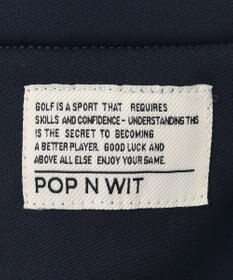 GOLF IS A SPORT THAT REQUIRES
SKILLS AND CONFIDENCE - UNDERSTANDING THIS
IS THE SECRET TO BECOMING
A BETTER PLAYER. GOOD LUCK AND
ABOVE ALL ELSE ENJOY YOUR GAME.
POP N WIT